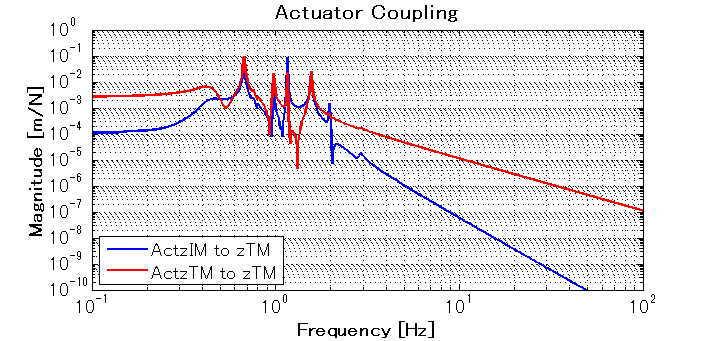 Actuator Coupling
Magnitude [m/N]
10^0
10^-1
10^-2
10^-3
10^-4
10^-5
10^-6
10^-7
10^-8
10^-9
10^-10
ActzIM to zTM
ActzTM to zTM
10^-1 10^0 10^1 10^2
Frequency [Hz]